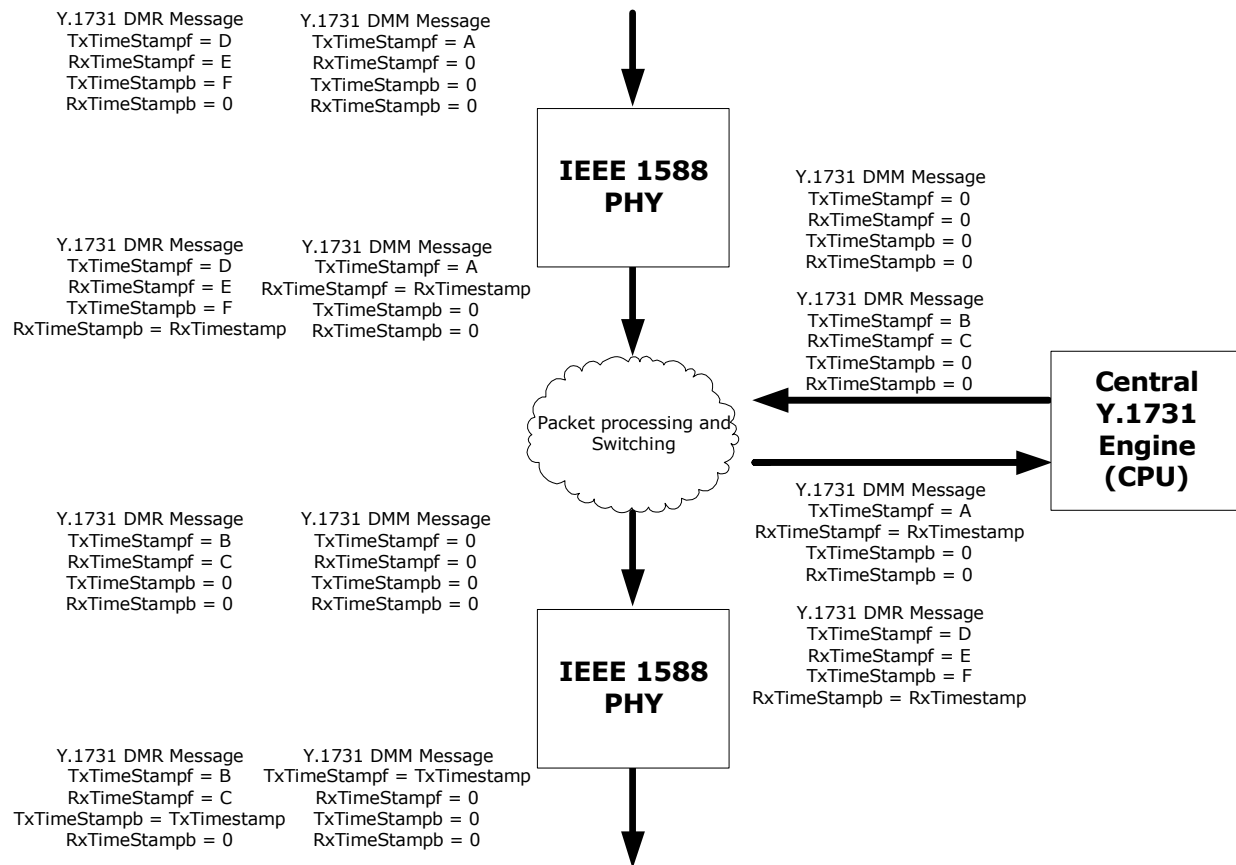 Y.1731 DMR Message
TxTimeStampf = D
RxTimeStampf = E
TxTimeStampb = F
RxTimeStampb = 0
Y.1731 DMM Message
TxTimeStampf = A
RxTimeStampf = 0
TxTimeStampb = 0
RxTimeStampb = 0
IEEE 1588
PHY
Y.1731 DMM Message
TxTimeStampf = 0
RxTimeStampf = 0
TxTimeStampb = 0
RxTimeStampb = 0
Y.1731 DMR Message
TxTimeStampf = D
RxTimeStampf = E
TxTimeStampb = F
RxTimeStampb = RxTimestamp
Y.1731 DMM Message
TxTimeStampf = A
RxTimeStampf = RxTimestamp
TxTimeStampb = 0
RxTimeStampb = 0
Y.1731 DMR Message
TxTimeStampf = B
RxTimeStampf = C
TxTimeStampb = 0
RxTimeStampb = 0
Central
Y.1731
Engine
(CPU)
Packet processing and
Switching
Y.1731 DMM Message
TxTimeStampf = A
RxTimeStampf = RxTimestamp
TxTimeStampb = 0
RxTimeStampb = 0
Y.1731 DMR Message
TxTimeStampf = B
RxTimeStampf = C
TxTimeStampb = 0
RxTimeStampb = 0
Y.1731 DMM Message
TxTimeStampf = 0
RxTimeStampf = 0
TxTimeStampb = 0
RxTimeStampb = 0
Y.1731 DMR Message
TxTimeStampf = D
RxTimeStampf = E
TxTimeStampb = F
RxTimeStampb = RxTimestamp
IEEE 1588
PHY
Y.1731 DMR Message
TxTimeStampf = B
RxTimeStampf = C
TxTimeStampb = TxTimestamp
RxTimeStampb = 0
Y.1731 DMM Message
TxTimeStampf = TxTimestamp
RxTimeStampf = 0
TxTimeStampb = 0
RxTimeStampb = 0